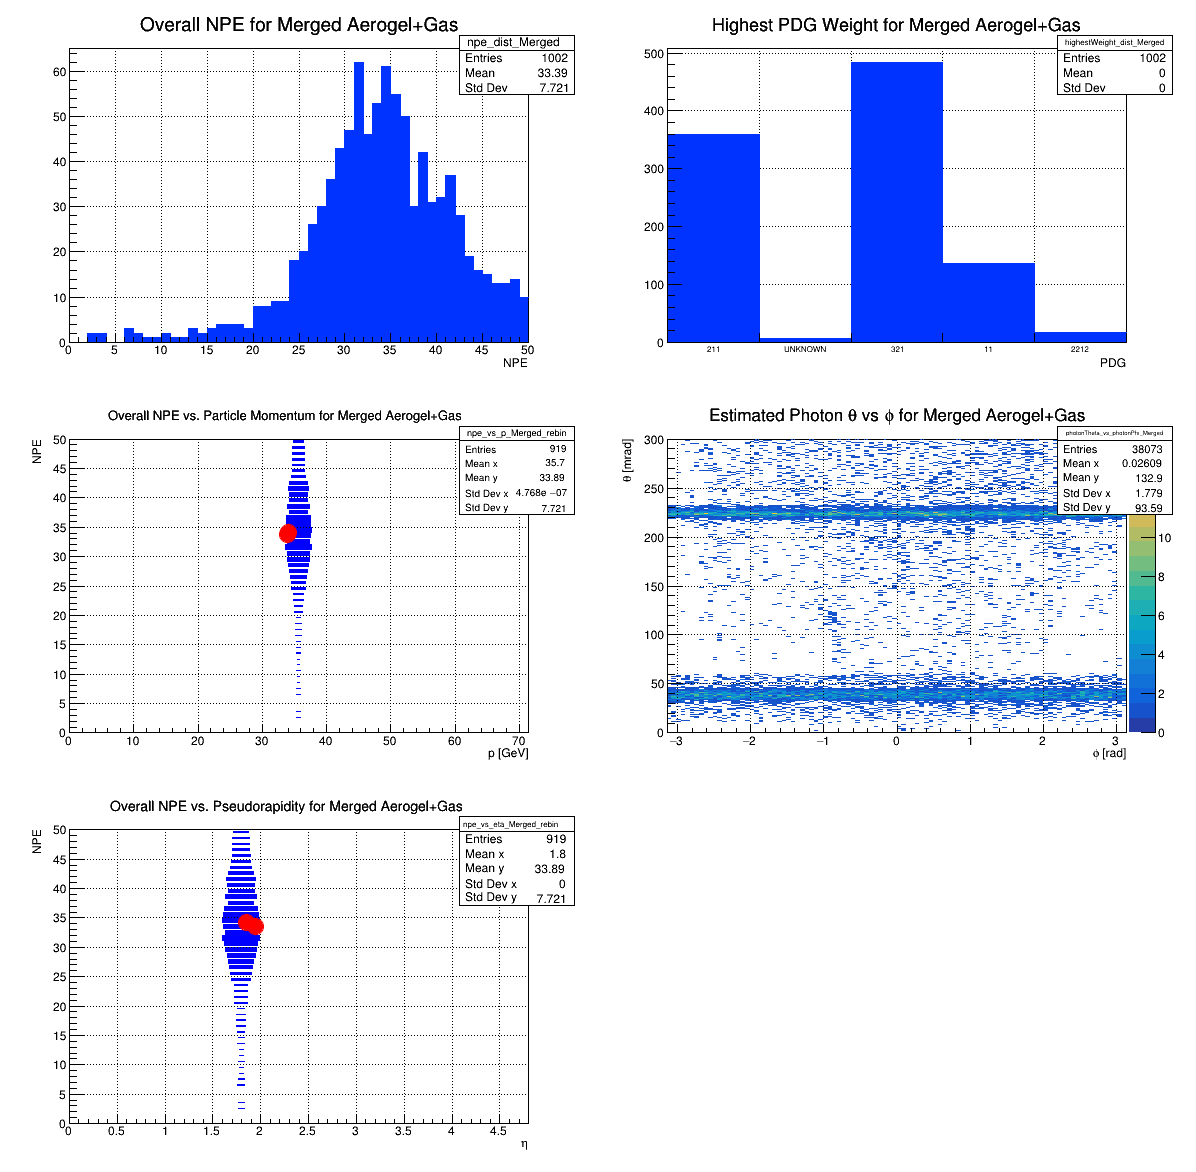 Overall NPE for Merged Aerogel+Gas
npe_dist_Merged
Entries 1002
Mean 33.39
Std Dev 7.721
60
50
40
30
20
10
0
0 5 10 15 20 25 30 35 40 45 50
NPE
Highest PDG Weight for Merged Aerogel+Gas
highestWeight_dist_Merged
Entries 1002
Mean 0
Std Dev 0
500
400
300
200
100
0
211 UNKNOWN 321 11 2212
PDG
Overall NPE vs. Particle Momentum for Merged Aerogel+Gas
npe_vs_p_Merged_rebin
Entries 919
Mean x 35.7
Mean y 33.89
Std Dev x 4.768e −07
Std Dev y 7.721
NPE
50
45
40
35
30
25
20
15
10
5
0
0 10 20 30 40 50 60 70
p [GeV]
Estimated Photon θ vs ϕ for Merged Aerogel+Gas
photonTheta_vs_photonPhi_Merged
Entries 38073
Mean x 0.02609
Mean y 132.9
Std Dev x 1.779
Std Dev y 93.59
θ [mrad]
300
250
200
150
100
50
0
−3 −2 −1 0 1 2 3
ϕ [rad]
10
8
6
4
2
0
Overall NPE vs. Pseudorapidity for Merged Aerogel+Gas
npe_vs_eta_Merged_rebin
Entries 919
Mean x 1.8
Mean y 33.89
Std Dev x 0
Std Dev y 7.721
NPE
50
45
40
35
30
25
20
15
10
5
0
0 0.5 1 1.5 2 2.5 3 3.5 4 4.5
η